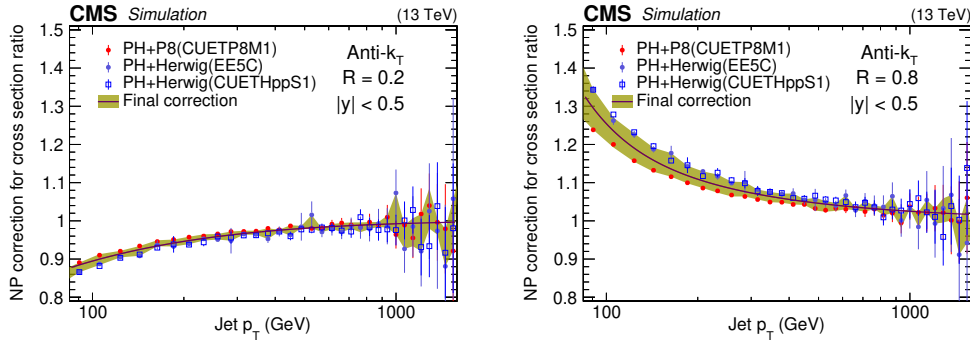 CMS Simulation (13 TeV)
NP correction for cross section ratio
1.5
1.4
1.3
1.2
1.1
1
0.9
0.8
PH+P8(CUETP8M1)
PH+Herwig(EE5C)
PH+Herwig(CUETHppS1)
Final correction
Anti-k_T
R = 0.2
|y| < 0.5
100 1000
Jet p_T (GeV)
CMS Simulation (13 TeV)
NP correction for cross section ratio
1.5
1.4
1.3
1.2
1.1
1
0.9
0.8
PH+P8(CUETP8M1)
PH+Herwig(EE5C)
PH+Herwig(CUETHppS1)
Final correction
Anti-k_T
R = 0.8
|y| < 0.5
100 1000
Jet p_T (GeV)